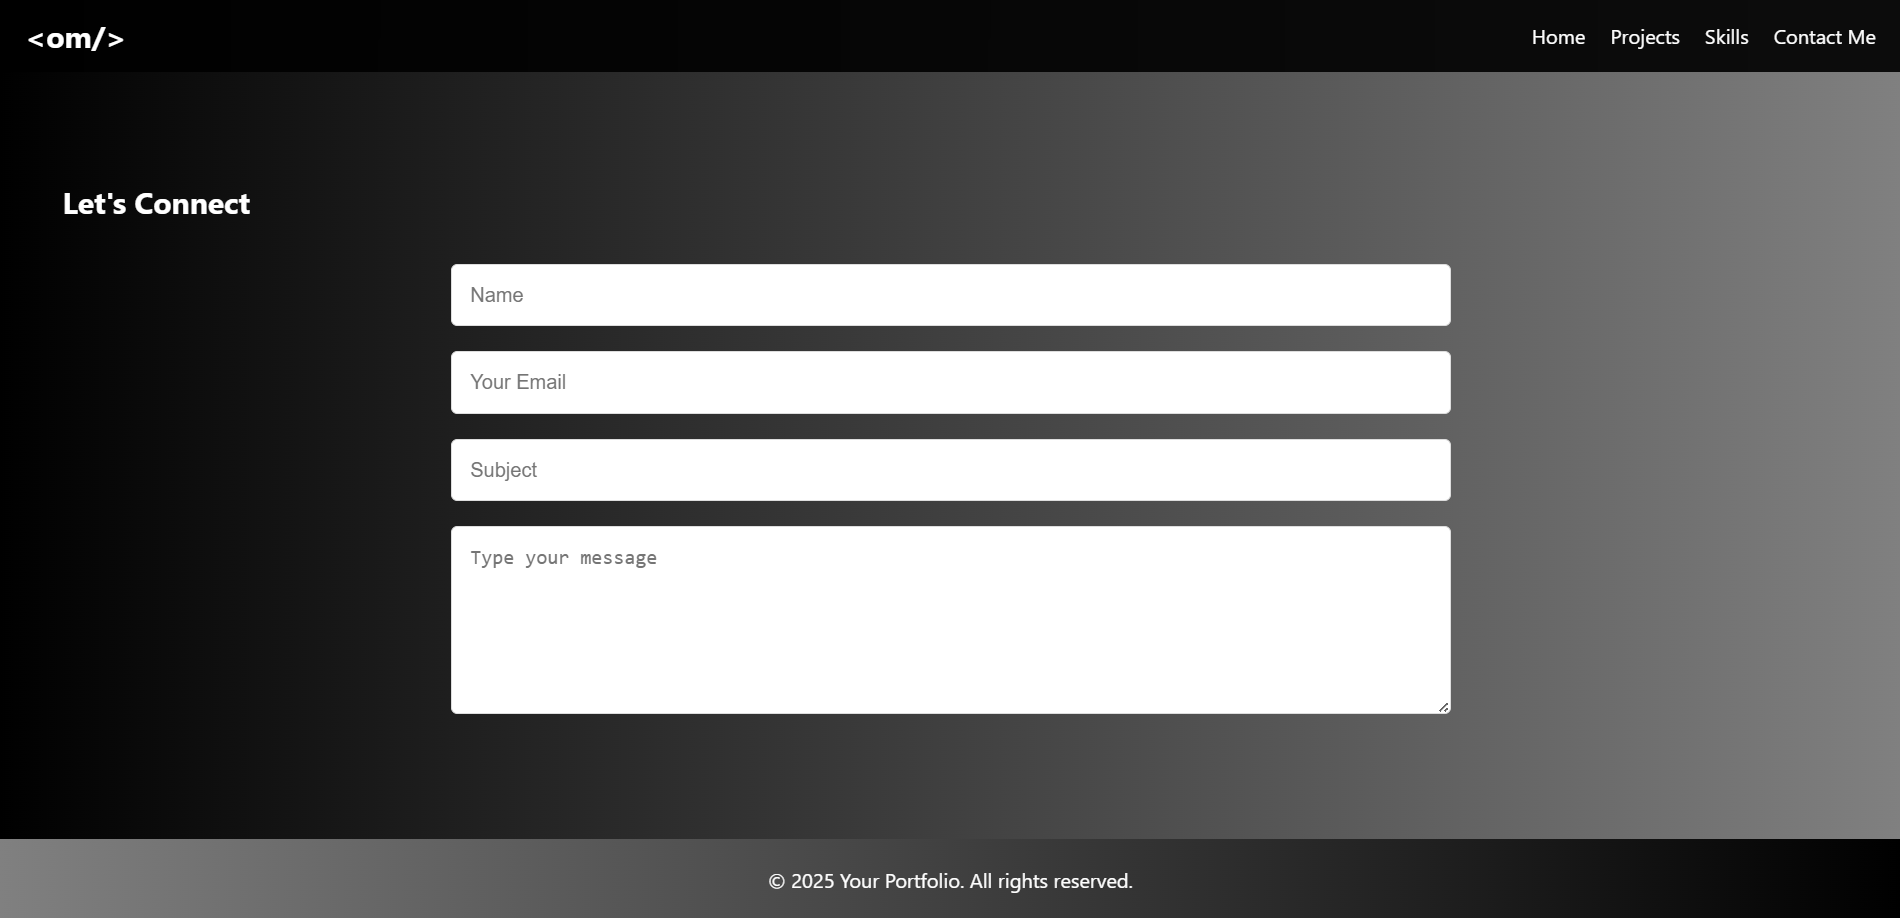 <om/>
Home Projects Skills Contact Me
Let's Connect
Name
Your Email
Subject
Type your message
© 2025 Your Portfolio. All rights reserved.